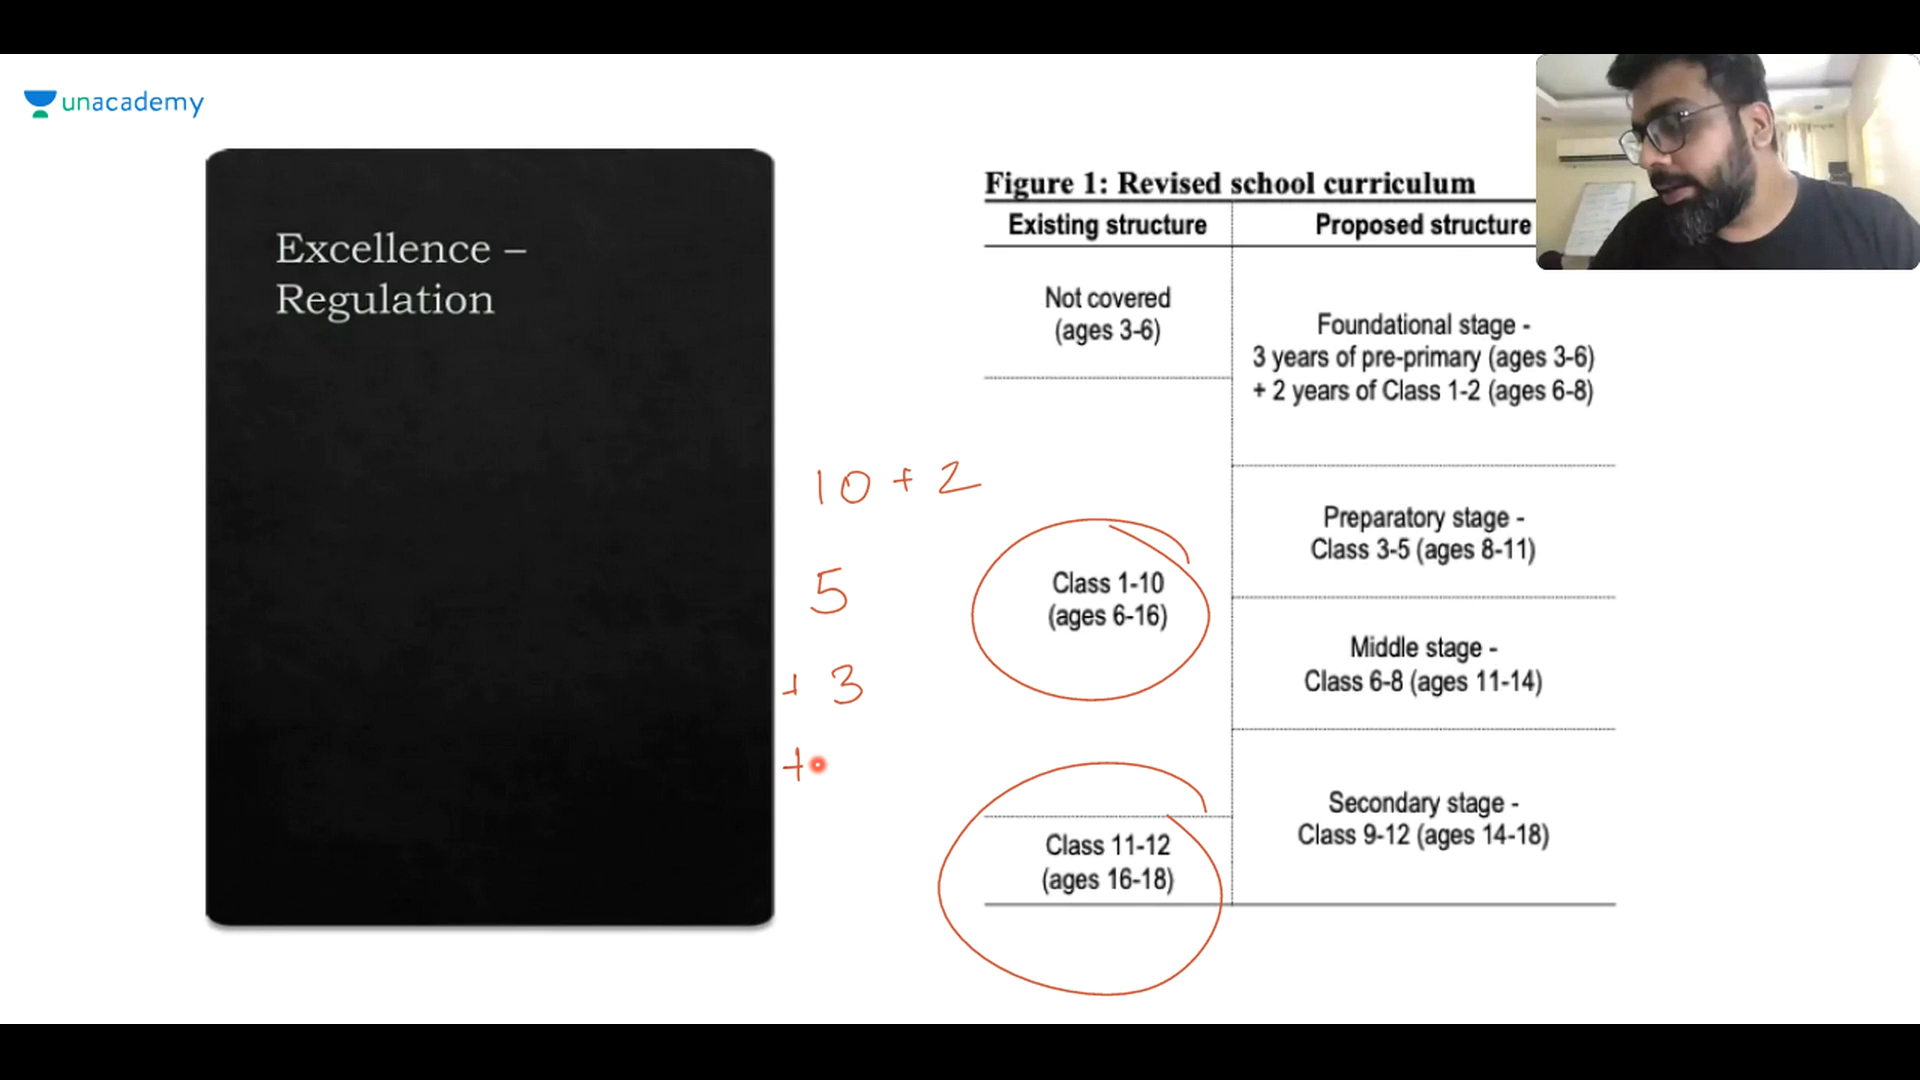 unacademy
Excellence –
Regulation
Figure 1: Revised school curriculum
Existing structure
Proposed structure
Not covered
(ages 3-6)
Foundational stage -
3 years of pre-primary (ages 3-6)
+ 2 years of Class 1-2 (ages 6-8)
10 + 2
Preparatory stage -
Class 3-5 (ages 8-11)
5
Class 1-10
(ages 6-16)
+ 3
Middle stage -
Class 6-8 (ages 11-14)
+
Secondary stage -
Class 9-12 (ages 14-18)
Class 11-12
(ages 16-18)